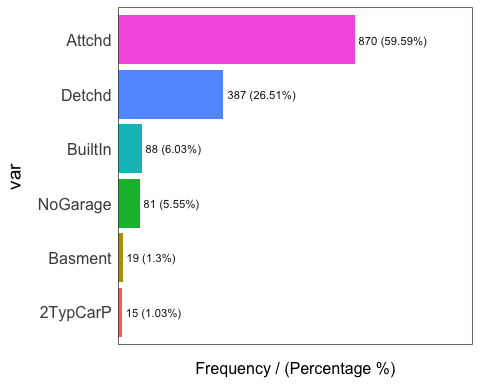 Attchd
870 (59.59%)
Detchd
387 (26.51%)
BuiltIn
88 (6.03%)
NoGarage
81 (5.55%)
Basment
19 (1.3%)
2TypCarP
15 (1.03%)
var
Frequency / (Percentage %)